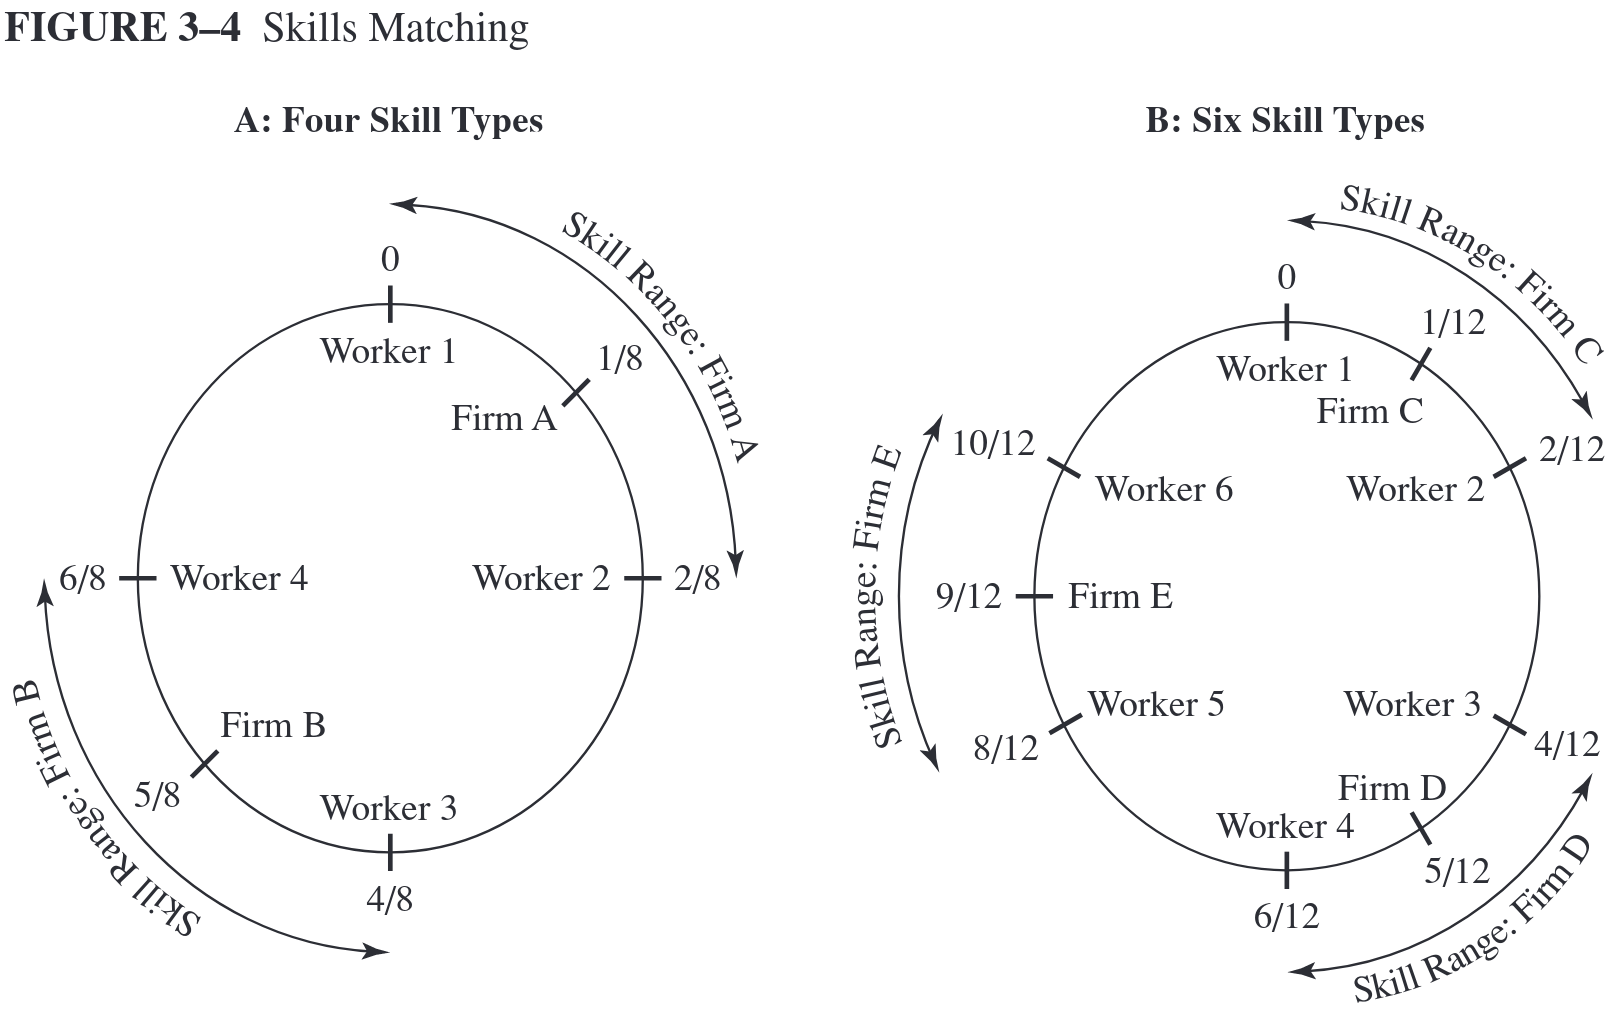 FIGURE 3–4 Skills Matching
A: Four Skill Types
Skill Range: Firm A
0
Worker 1
1/8
Firm A
6/8
Worker 4
Worker 2
2/8
Firm B
5/8
Worker 3
4/8
Skill Range: Firm B
B: Six Skill Types
Skill Range: Firm C
0
1/12
Worker 1
Firm C
10/12
2/12
Worker 6
Worker 2
Skill Range: Firm E
9/12
Firm E
Worker 5
Worker 3
8/12
4/12
Firm D
Worker 4
5/12
6/12
Skill Range: Firm D